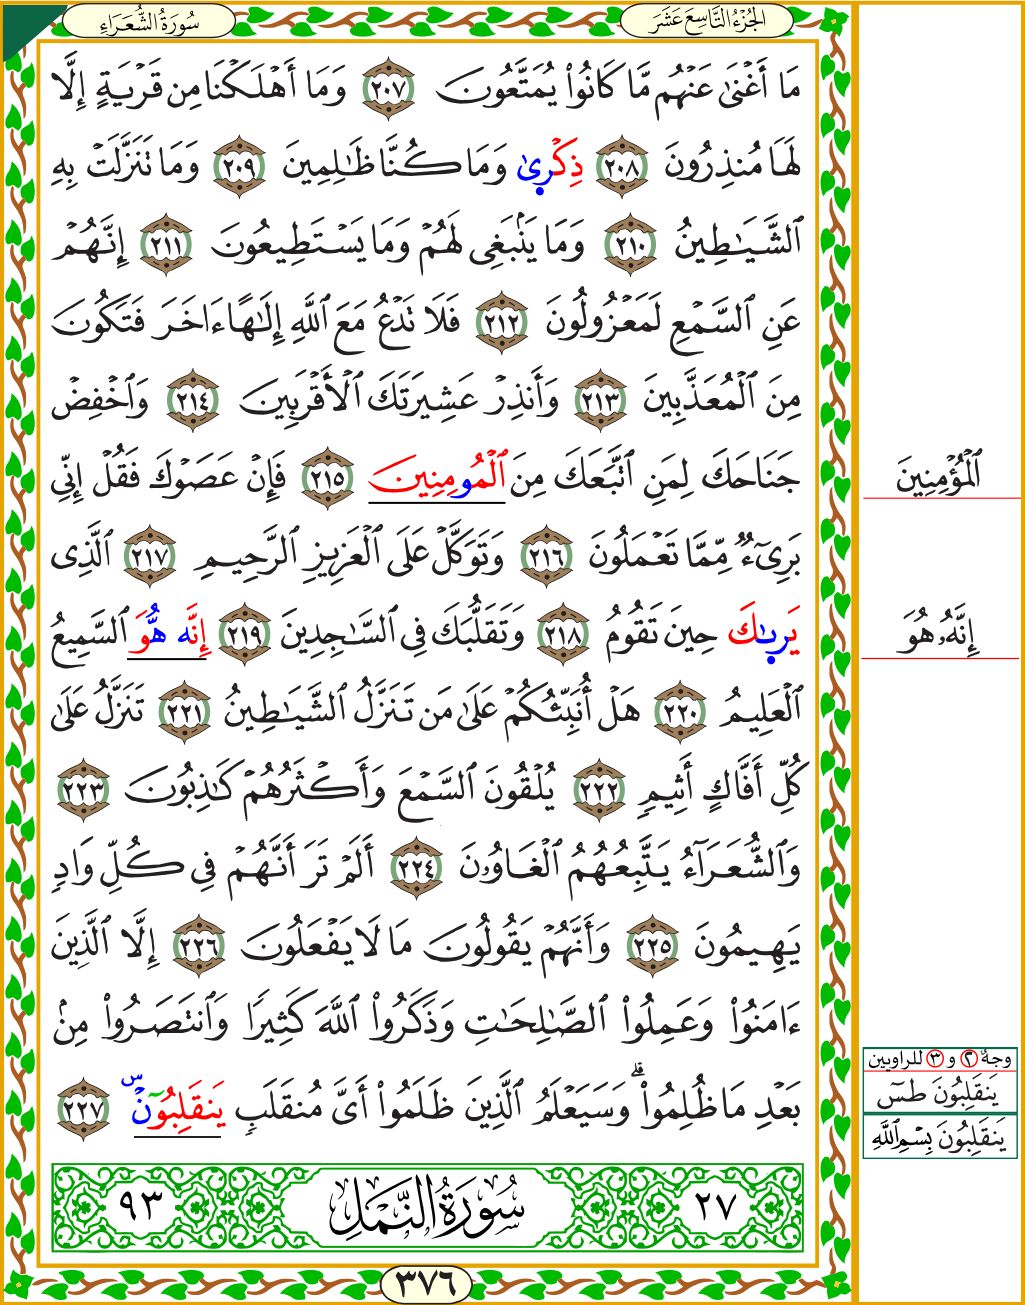 سُورَةُ الشُّعَرَاءِ
الجُزْءُ التَّاسِعَ عَشَرَ
مَا أَغْنَىٰ عَنْهُم مَّا كَانُوا۟ يُمَتَّعُونَ ٢٠٧ وَمَا أَهْلَكْنَا مِن قَرْيَةٍ إِلَّا
لَهَا مُنذِرُونَ ٢٠٨ ذِكْرىٰ وَمَا كُنَّا ظَٰلِمِينَ ٢٠٩ وَمَا تَنَزَّلَتْ بِهِ
ٱلشَّيَٰطِينُ ٢١٠ وَمَا يَنۢبَغِى لَهُمْ وَمَا يَسْتَطِيعُونَ ٢١١ إِنَّهُمْ
عَنِ ٱلسَّمْعِ لَمَعْزُولُونَ ٢١٢ فَلَا تَدْعُ مَعَ ٱللَّهِ إِلَٰهًا ءَاخَرَ فَتَكُونَ
مِنَ ٱلْمُعَذَّبِينَ ٢١٣ وَأَنذِرْ عَشِيرَتَكَ ٱلْأَقْرَبِينَ ٢١٤ وَٱخْفِضْ
جَنَاحَكَ لِمَنِ ٱتَّبَعَكَ مِنَ ٱلْمُومِنِينَ ٢١٥ فَإِنْ عَصَوْكَ فَقُلْ إِنِّى
ٱلْمُؤْمِنِينَ
بَرِىٓءٌ مِّمَّا تَعْمَلُونَ ٢١٦ وَتَوَكَّلْ عَلَى ٱلْعَزِيزِ ٱلرَّحِيمِ ٢١٧ ٱلَّذِى
يَرىٰكَ حِينَ تَقُومُ ٢١٨ وَتَقَلُّبَكَ فِى ٱلسَّٰجِدِينَ ٢١٩ إِنَّه هُّوَ ٱلسَّمِيعُ
إِنَّهُۥ هُوَ
ٱلْعَلِيمُ ٢٢٠ هَلْ أُنَبِّئُكُمْ عَلَىٰ مَن تَنَزَّلُ ٱلشَّيَٰطِينُ ٢٢١ تَنَزَّلُ عَلَىٰ
كُلِّ أَفَّاكٍ أَثِيمٍ ٢٢٢ يُلْقُونَ ٱلسَّمْعَ وَأَكْثَرُهُمْ كَٰذِبُونَ ٢٢٣
وَٱلشُّعَرَآءُ يَتَّبِعُهُمُ ٱلْغَاوُۥنَ ٢٢٤ أَلَمْ تَرَ أَنَّهُمْ فِى كُلِّ وَادٍ
يَهِيمُونَ ٢٢٥ وَأَنَّهُمْ يَقُولُونَ مَا لَا يَفْعَلُونَ ٢٢٦ إِلَّا ٱلَّذِينَ
ءَامَنُوا۟ وَعَمِلُوا۟ ٱلصَّٰلِحَٰتِ وَذَكَرُوا۟ ٱللَّهَ كَثِيرًا وَٱنتَصَرُوا۟ مِنۢ
بَعْدِ مَا ظُلِمُوا۟ ۗ وَسَيَعْلَمُ ٱلَّذِينَ ظَلَمُوا۟ أَىَّ مُنقَلَبٍ يَنقَلِبُونَ ۜ ٢٢٧
وجهٌ ٢ و ٣ للراويين
يَنقَلِبُونَ طسٓ
يَنقَلِبُونَ بِسْمِ ٱللَّهِ
٢٧ سُورَةُ النَّمْلِ ٩٣
٣٧٦